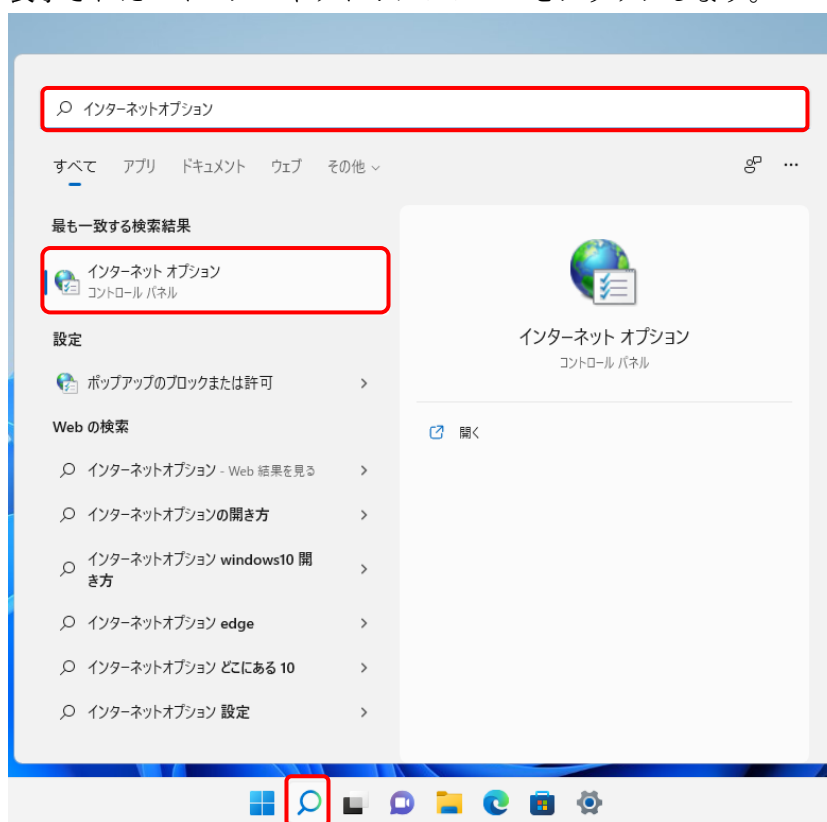 インターネットオプション
すべて アプリ ドキュメント ウェブ その他
最も一致する検索結果
インターネット オプション
コントロール パネル
インターネット オプション
コントロール パネル
開く
設定
ポップアップのブロックまたは許可
Web の検索
インターネットオプション - Web 結果を見る
インターネットオプションの開き方
インターネットオプション windows10 開
き方
インターネットオプション edge
インターネットオプション どこにある 10
インターネットオプション 設定